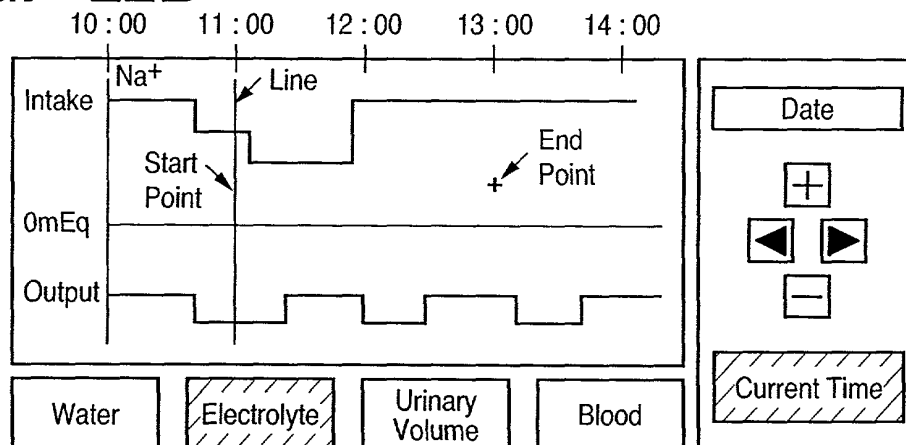 10:00 11:00 12:00 13:00 14:00
Na+
Line
Intake
Date
Start
Point
End
Point
+
0mEq
Output
−
Current Time
Water
Electrolyte
Urinary
Volume
Blood